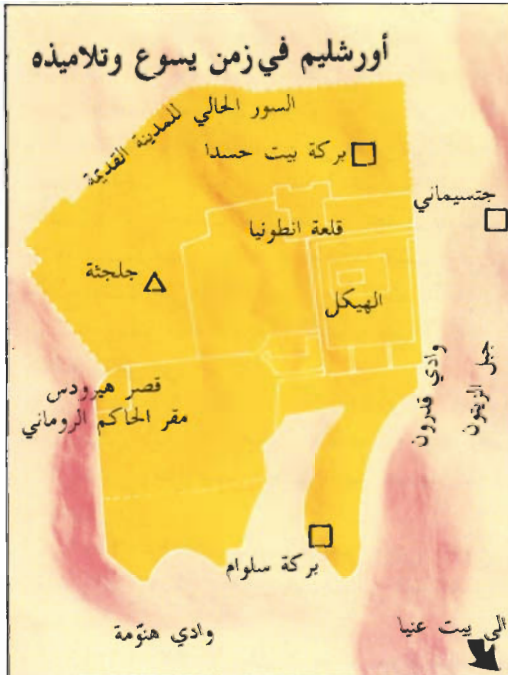 أورشليم في زمن يسوع وتلاميذه
السور الحالي للمدينة القديمة
بركة بيت حسدا
جتسيماني
قلعة انطونيا
جلجثة
الهيكل
وادي قدرون
جبل الزيتون
قصر هيرودس
مقر الحاكم الروماني
بركة سلوام
وادي هنّومة
الى بيت عنيا